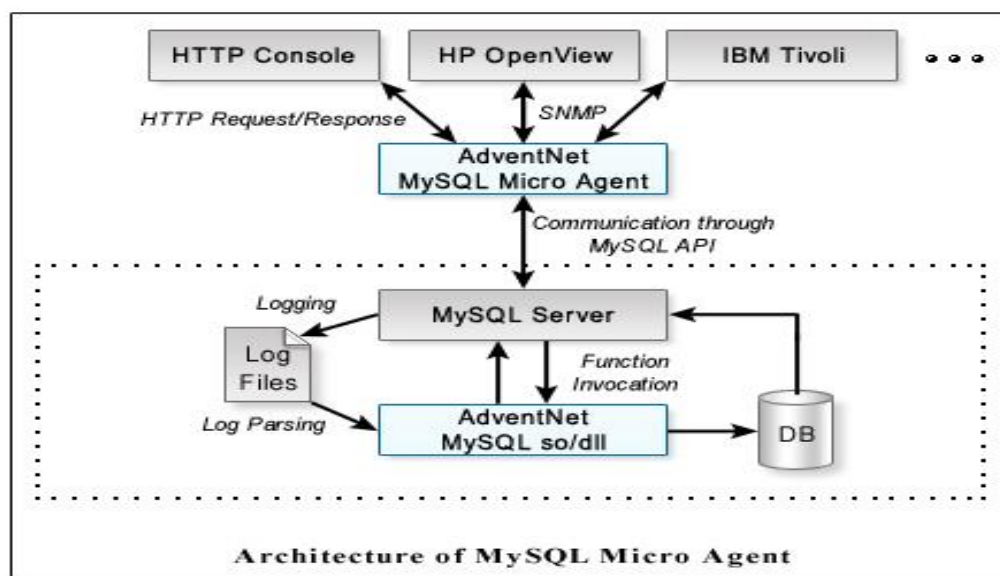 HTTP Console
HP OpenView
IBM Tivoli
HTTP Request/Response
SNMP
AdventNet
MySQL Micro Agent
Communication through
MySQL API
Logging
MySQL Server
Log
Files
Function
Invocation
Log Parsing
AdventNet
MySQL so/dll
DB
Architecture of MySQL Micro Agent